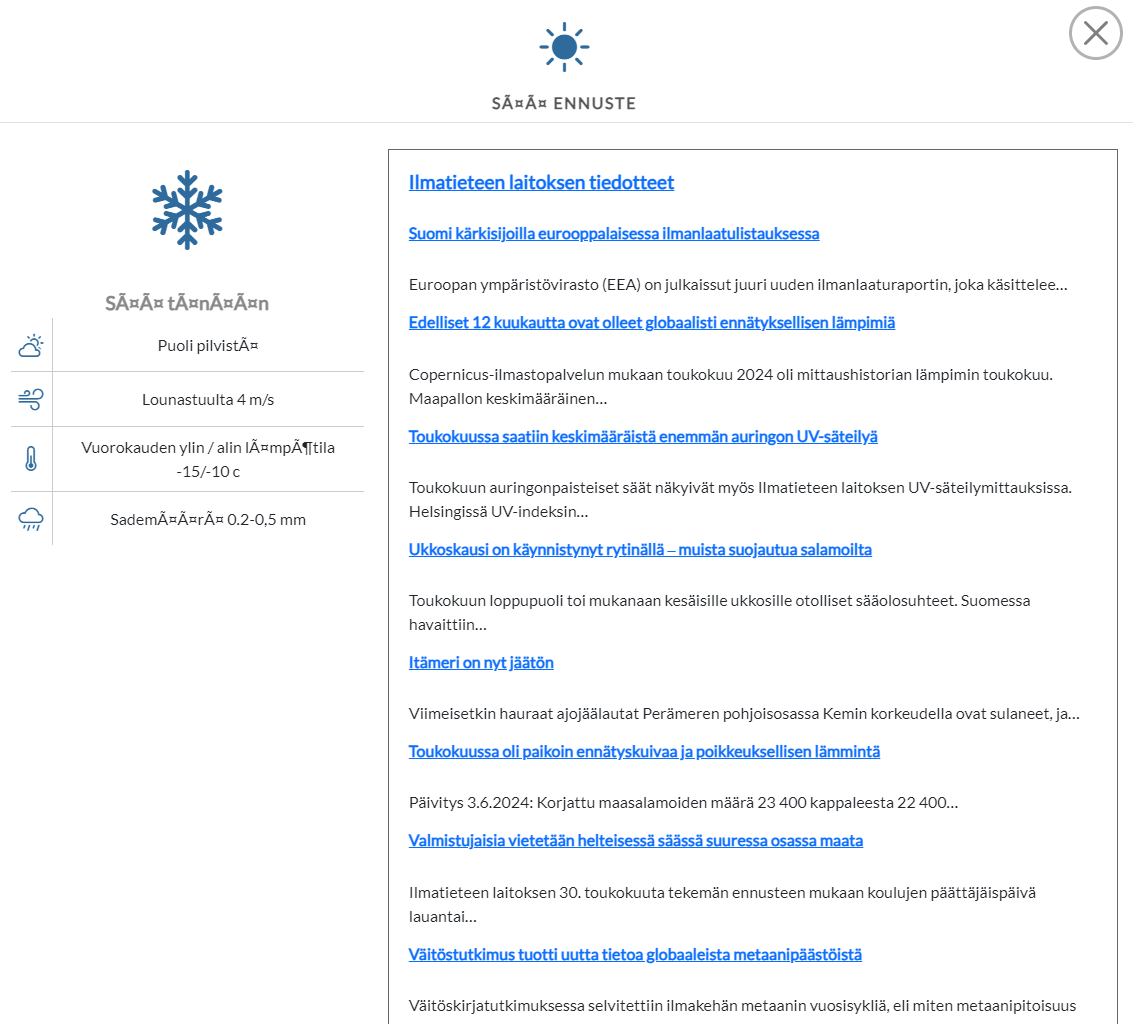 SÃ¤Ã¤ ENNUSTE
SÃ¤Ã¤ tÃ¤nÃ¤Ã¤n
Puoli pilvistÃ¤
Lounastuulta 4 m/s
Vuorokauden ylin / alin lÃ¤mpÃ¶tila
-15/-10 c
SademÃ¤Ã¤rÃ¤ 0.2-0,5 mm
Ilmatieteen laitoksen tiedotteet
Suomi kärkisijoilla eurooppalaisessa ilmanlaatulistauksessa
Euroopan ympäristövirasto (EEA) on julkaissut juuri uuden ilmanlaaturaportin, joka käsittelee...
Edelliset 12 kuukautta ovat olleet globaalisti ennätyksellisen lämpimiä
Copernicus-ilmastopalvelun mukaan toukokuu 2024 oli mittaushistorian lämpimin toukokuu.
Maapallon keskimääräinen...
Toukokuussa saatiin keskimääräistä enemmän auringon UV-säteilyä
Toukokuun auringonpaisteiset säät näkyivät myös Ilmatieteen laitoksen UV-säteilymittauksissa.
Helsingissä UV-indeksin...
Ukkoskausi on käynnistynyt rytinällä – muista suojautua salamoilta
Toukokuun loppupuoli toi mukanaan kesäisille ukkosille otolliset sääolosuhteet. Suomessa
havaittiin...
Itämeri on nyt jäätön
Viimeisetkin hauraat ajojäälautat Perämeren pohjoisosassa Kemin korkeudella ovat sulaneet, ja...
Toukokuussa oli paikoin ennätyskuivaa ja poikkeuksellisen lämmintä
Päivitys 3.6.2024: Korjattu maasalamoiden määrä 23 400 kappaleesta 22 400...
Valmistujaisia vietetään helteisessä säässä suuressa osassa maata
Ilmatieteen laitoksen 30. toukokuuta tekemän ennusteen mukaan koulujen päättäjäispäivä
lauantai...
Väitöstutkimus tuotti uutta tietoa globaaleista metaanipäästöistä
Väitöskirjatutkimuksessa selvitettiin ilmakehän metaanin vuosisykliä, eli miten metaanipitoisuus